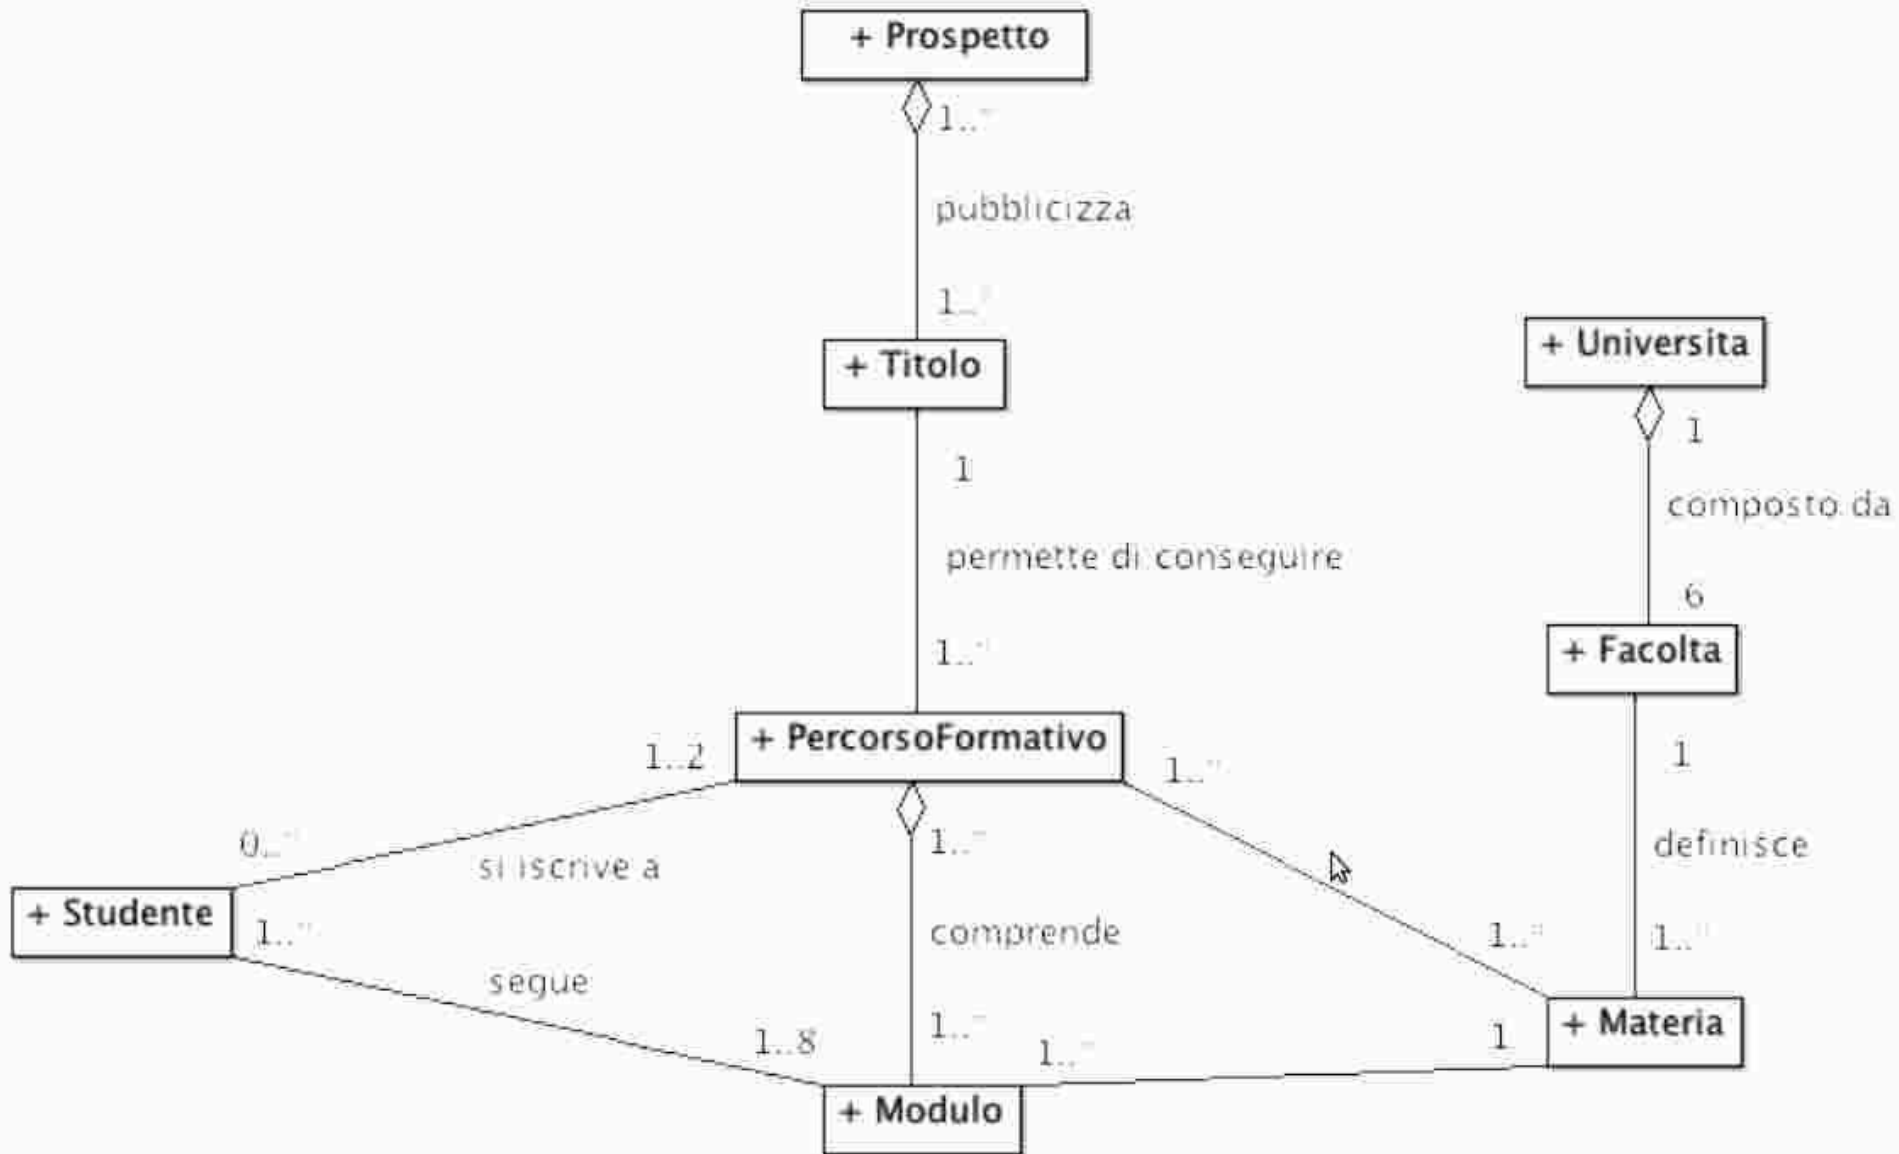 + Prospetto
1..*
pubblicizza
1..*
+ Titolo
+ Universita
1
1
composto da
permette di conseguire
6
1..*
+ Facolta
+ PercorsoFormativo
1..2
1..*
1
0..*
si iscrive a
1..*
definisce
+ Studente
1..*
comprende
1..*
1..*
segue
1..8
1..*
1..*
1
+ Materia
+ Modulo